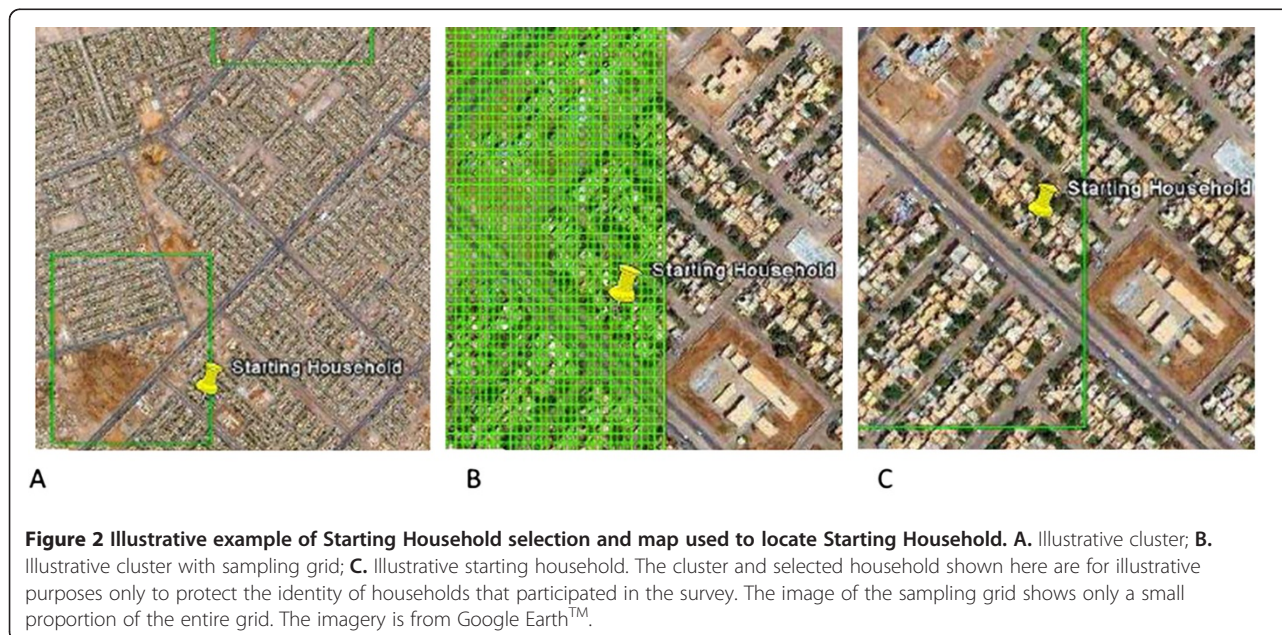 Starting Household
Starting Household
Starting Household
A
B
C
Figure 2 Illustrative example of Starting Household selection and map used to locate Starting Household. A. Illustrative cluster; B.
Illustrative cluster with sampling grid; C. Illustrative starting household. The cluster and selected household shown here are for illustrative
purposes only to protect the identity of households that participated in the survey. The image of the sampling grid shows only a small
proportion of the entire grid. The imagery is from Google Earth™.